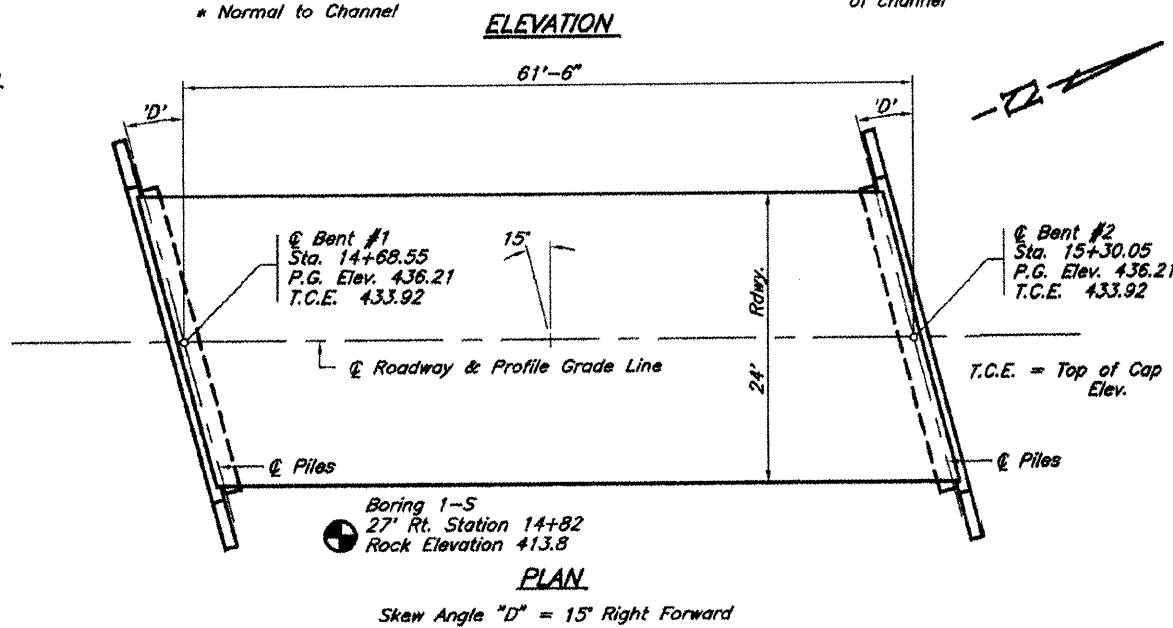 * Normal to Channel
of Channel
ELEVATION
61'-6"
'D'
'D'
℄ Bent #1
Sta. 14+68.55
P.G. Elev. 436.21
T.C.E. 433.92
15°
Rdwy.
24'
℄ Bent #2
Sta. 15+30.05
P.G. Elev. 436.21
T.C.E. 433.92
℄ Roadway & Profile Grade Line
T.C.E. = Top of Cap
Elev.
℄ Piles
℄ Piles
Boring 1-S
27' Rt. Station 14+82
Rock Elevation 413.8
PLAN
Skew Angle "D" = 15° Right Forward